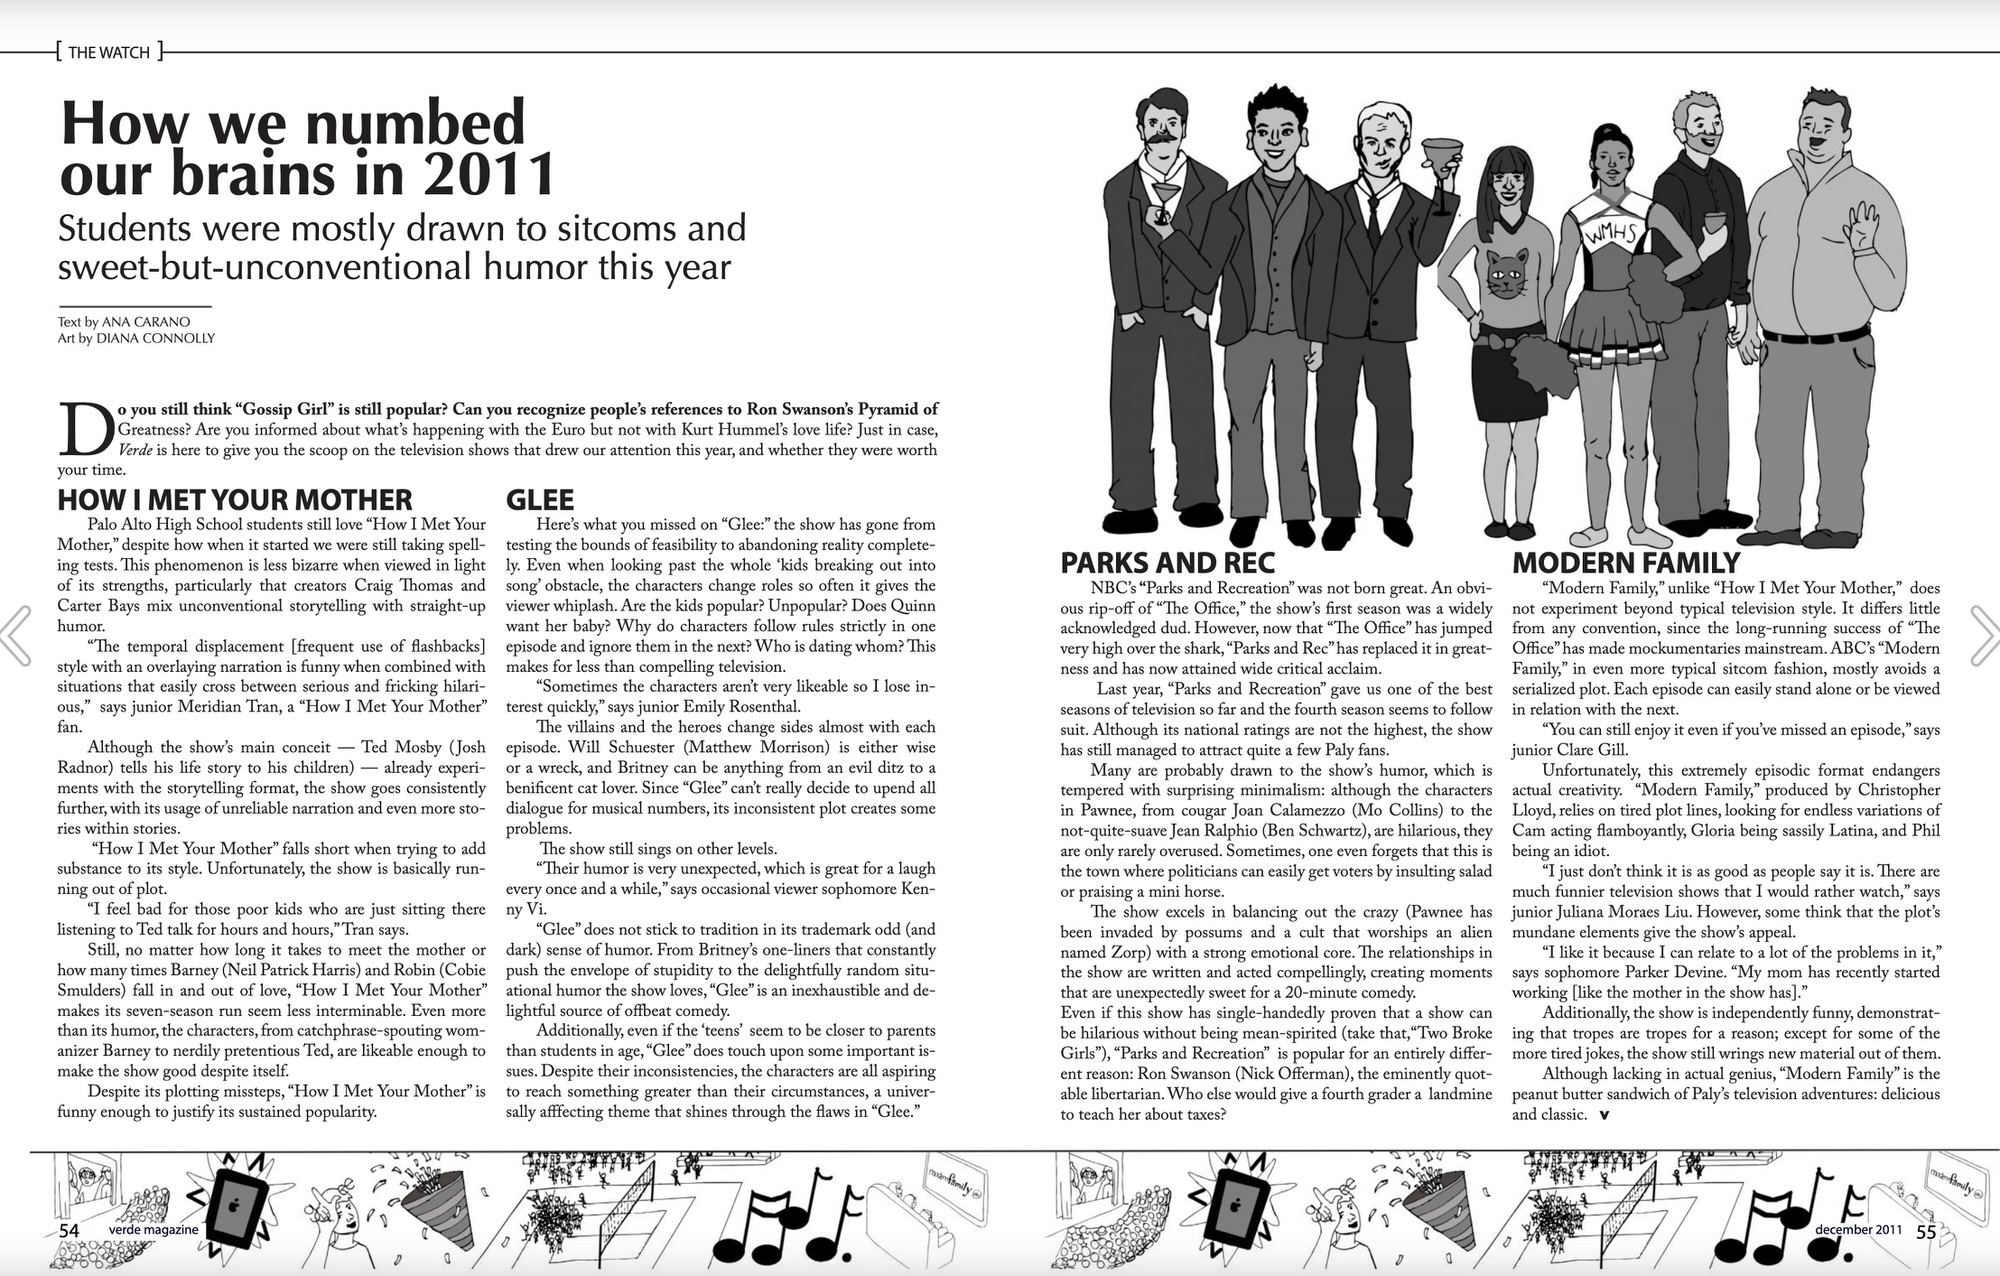 [ THE WATCH ]
How we numbed
our brains in 2011
Students were mostly drawn to sitcoms and
sweet-but-unconventional humor this year
Text by ANA CARANO
Art by DIANA CONNOLLY
Do you still think “Gossip Girl” is still popular? Can you recognize people’s references to Ron Swanson’s Pyramid of
Greatness? Are you informed about what’s happening with the Euro but not with Kurt Hummel’s love life? Just in case,
Verde is here to give you the scoop on the television shows that drew our attention this year, and whether they were worth
your time.
HOW I MET YOUR MOTHER
Palo Alto High School students still love “How I Met Your
Mother,” despite how when it started we were still taking spell-
ing tests. This phenomenon is less bizarre when viewed in light
of its strengths, particularly that creators Craig Thomas and
Carter Bays mix unconventional storytelling with straight-up
humor.
“The temporal displacement [frequent use of flashbacks]
style with an overlaying narration is funny when combined with
situations that easily cross between serious and fricking hilari-
ous,” says junior Meridian Tran, a “How I Met Your Mother”
fan.
Although the show’s main conceit — Ted Mosby (Josh
Radnor) tells his life story to his children) — already experi-
ments with the storytelling format, the show goes consistently
further, with its usage of unreliable narration and even more sto-
ries within stories.
“How I Met Your Mother” falls short when trying to add
substance to its style. Unfortunately, the show is basically run-
ning out of plot.
“I feel bad for those poor kids who are just sitting there
listening to Ted talk for hours and hours,” Tran says.
Still, no matter how long it takes to meet the mother or
how many times Barney (Neil Patrick Harris) and Robin (Cobie
Smulders) fall in and out of love, “How I Met Your Mother”
makes its seven-season run seem less interminable. Even more
than its humor, the characters, from catchphrase-spouting wom-
anizer Barney to nerdily pretentious Ted, are likeable enough to
make the show good despite itself.
Despite its plotting missteps, “How I Met Your Mother” is
funny enough to justify its sustained popularity.
GLEE
Here’s what you missed on “Glee:” the show has gone from
testing the bounds of feasibility to abandoning reality complete-
ly. Even when looking past the whole ‘kids breaking out into
song’ obstacle, the characters change roles so often it gives the
viewer whiplash. Are the kids popular? Unpopular? Does Quinn
want her baby? Why do characters follow rules strictly in one
episode and ignore them in the next? Who is dating whom? This
makes for less than compelling television.
“Sometimes the characters aren’t very likeable so I lose in-
terest quickly,” says junior Emily Rosenthal.
The villains and the heroes change sides almost with each
episode. Will Schuester (Matthew Morrison) is either wise
or a wreck, and Britney can be anything from an evil ditz to a
benificent cat lover. Since “Glee” can’t really decide to upend all
dialogue for musical numbers, its inconsistent plot creates some
problems.
The show still sings on other levels.
“Their humor is very unexpected, which is great for a laugh
every once and a while,” says occasional viewer sophomore Ken-
ny Vi.
“Glee” does not stick to tradition in its trademark odd (and
dark) sense of humor. From Britney’s one-liners that constantly
push the envelope of stupidity to the delightfully random situ-
ational humor the show loves, “Glee” is an inexhaustible and de-
lightful source of offbeat comedy.
Additionally, even if the ‘teens’ seem to be closer to parents
than students in age, “Glee” does touch upon some important is-
sues. Despite their inconsistencies, the characters are all aspiring
to reach something greater than their circumstances, a univer-
sally afffecting theme that shines through the flaws in “Glee.”
WMHS
PARKS AND REC
NBC’s “Parks and Recreation” was not born great. An obvi-
ous rip-off of “The Office,” the show’s first season was a widely
acknowledged dud. However, now that “The Office” has jumped
very high over the shark, “Parks and Rec” has replaced it in great-
ness and has now attained wide critical acclaim.
Last year, “Parks and Recreation” gave us one of the best
seasons of television so far and the fourth season seems to follow
suit. Although its national ratings are not the highest, the show
has still managed to attract quite a few Paly fans.
Many are probably drawn to the show’s humor, which is
tempered with surprising minimalism: although the characters
in Pawnee, from cougar Joan Calamezzo (Mo Collins) to the
not-quite-suave Jean Ralphio (Ben Schwartz), are hilarious, they
are only rarely overused. Sometimes, one even forgets that this is
the town where politicians can easily get voters by insulting salad
or praising a mini horse.
The show excels in balancing out the crazy (Pawnee has
been invaded by possums and a cult that worships an alien
named Zorp) with a strong emotional core. The relationships in
the show are written and acted compellingly, creating moments
that are unexpectedly sweet for a 20-minute comedy.
Even if this show has single-handedly proven that a show can
be hilarious without being mean-spirited (take that, “Two Broke
Girls”), “Parks and Recreation” is popular for an entirely differ-
ent reason: Ron Swanson (Nick Offerman), the eminently quot-
able libertarian. Who else would give a fourth grader a landmine
to teach her about taxes?
MODERN FAMILY
“Modern Family,” unlike “How I Met Your Mother,” does
not experiment beyond typical television style. It differs little
from any convention, since the long-running success of “The
Office” has made mockumentaries mainstream. ABC’s “Modern
Family,” in even more typical sitcom fashion, mostly avoids a
serialized plot. Each episode can easily stand alone or be viewed
in relation with the next.
“You can still enjoy it even if you’ve missed an episode,” says
junior Clare Gill.
Unfortunately, this extremely episodic format endangers
actual creativity. “Modern Family,” produced by Christopher
Lloyd, relies on tired plot lines, looking for endless variations of
Cam acting flamboyantly, Gloria being sassily Latina, and Phil
being an idiot.
“I just don’t think it is as good as people say it is. There are
much funnier television shows that I would rather watch,” says
junior Juliana Moraes Liu. However, some think that the plot’s
mundane elements give the show’s appeal.
“I like it because I can relate to a lot of the problems in it,”
says sophomore Parker Devine. “My mom has recently started
working [like the mother in the show has].”
Additionally, the show is independently funny, demonstrat-
ing that tropes are tropes for a reason; except for some of the
more tired jokes, the show still wrings new material out of them.
Although lacking in actual genius, “Modern Family” is the
peanut butter sandwich of Paly’s television adventures: delicious
and classic. v
modern family
modern family
54 verde magazine
december 2011 55